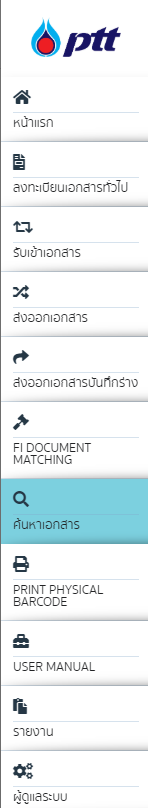 ptt
หน้าแรก
ลงทะเบียนเอกสารทั่วไป
รับเข้าเอกสาร
ส่งออกเอกสาร
ส่งออกเอกสารบันทึกร่าง
FI DOCUMENT
MATCHING
ค้นหาเอกสาร
PRINT PHYSICAL
BARCODE
USER MANUAL
รายงาน
ผู้ดูแลระบบ